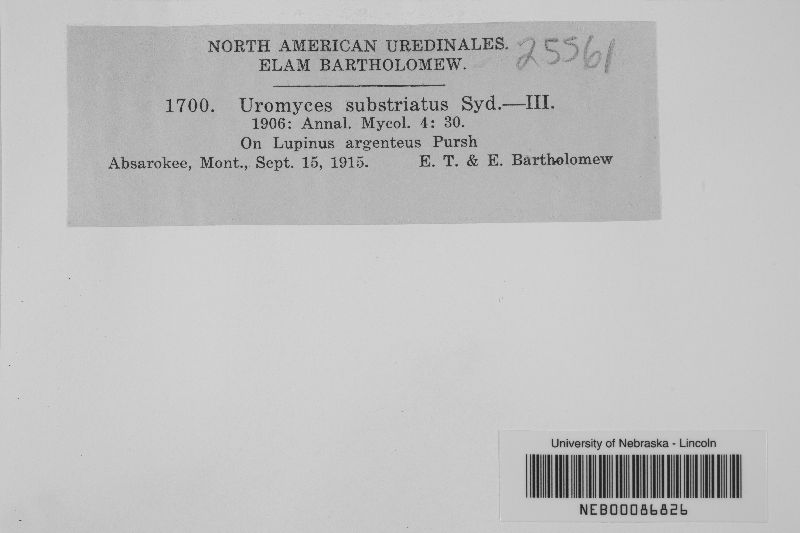 NORTH AMERICAN UREDINALES. 25561
ELAM BARTHOLOMEW.
1700. Uromyces substriatus Syd.—III.
1906: Annal. Mycol. 4: 30.
On Lupinus argenteus Pursh
Absarokee, Mont., Sept. 15, 1915. E. T. & E. Bartholomew
University of Nebraska - Lincoln
NEB00086826